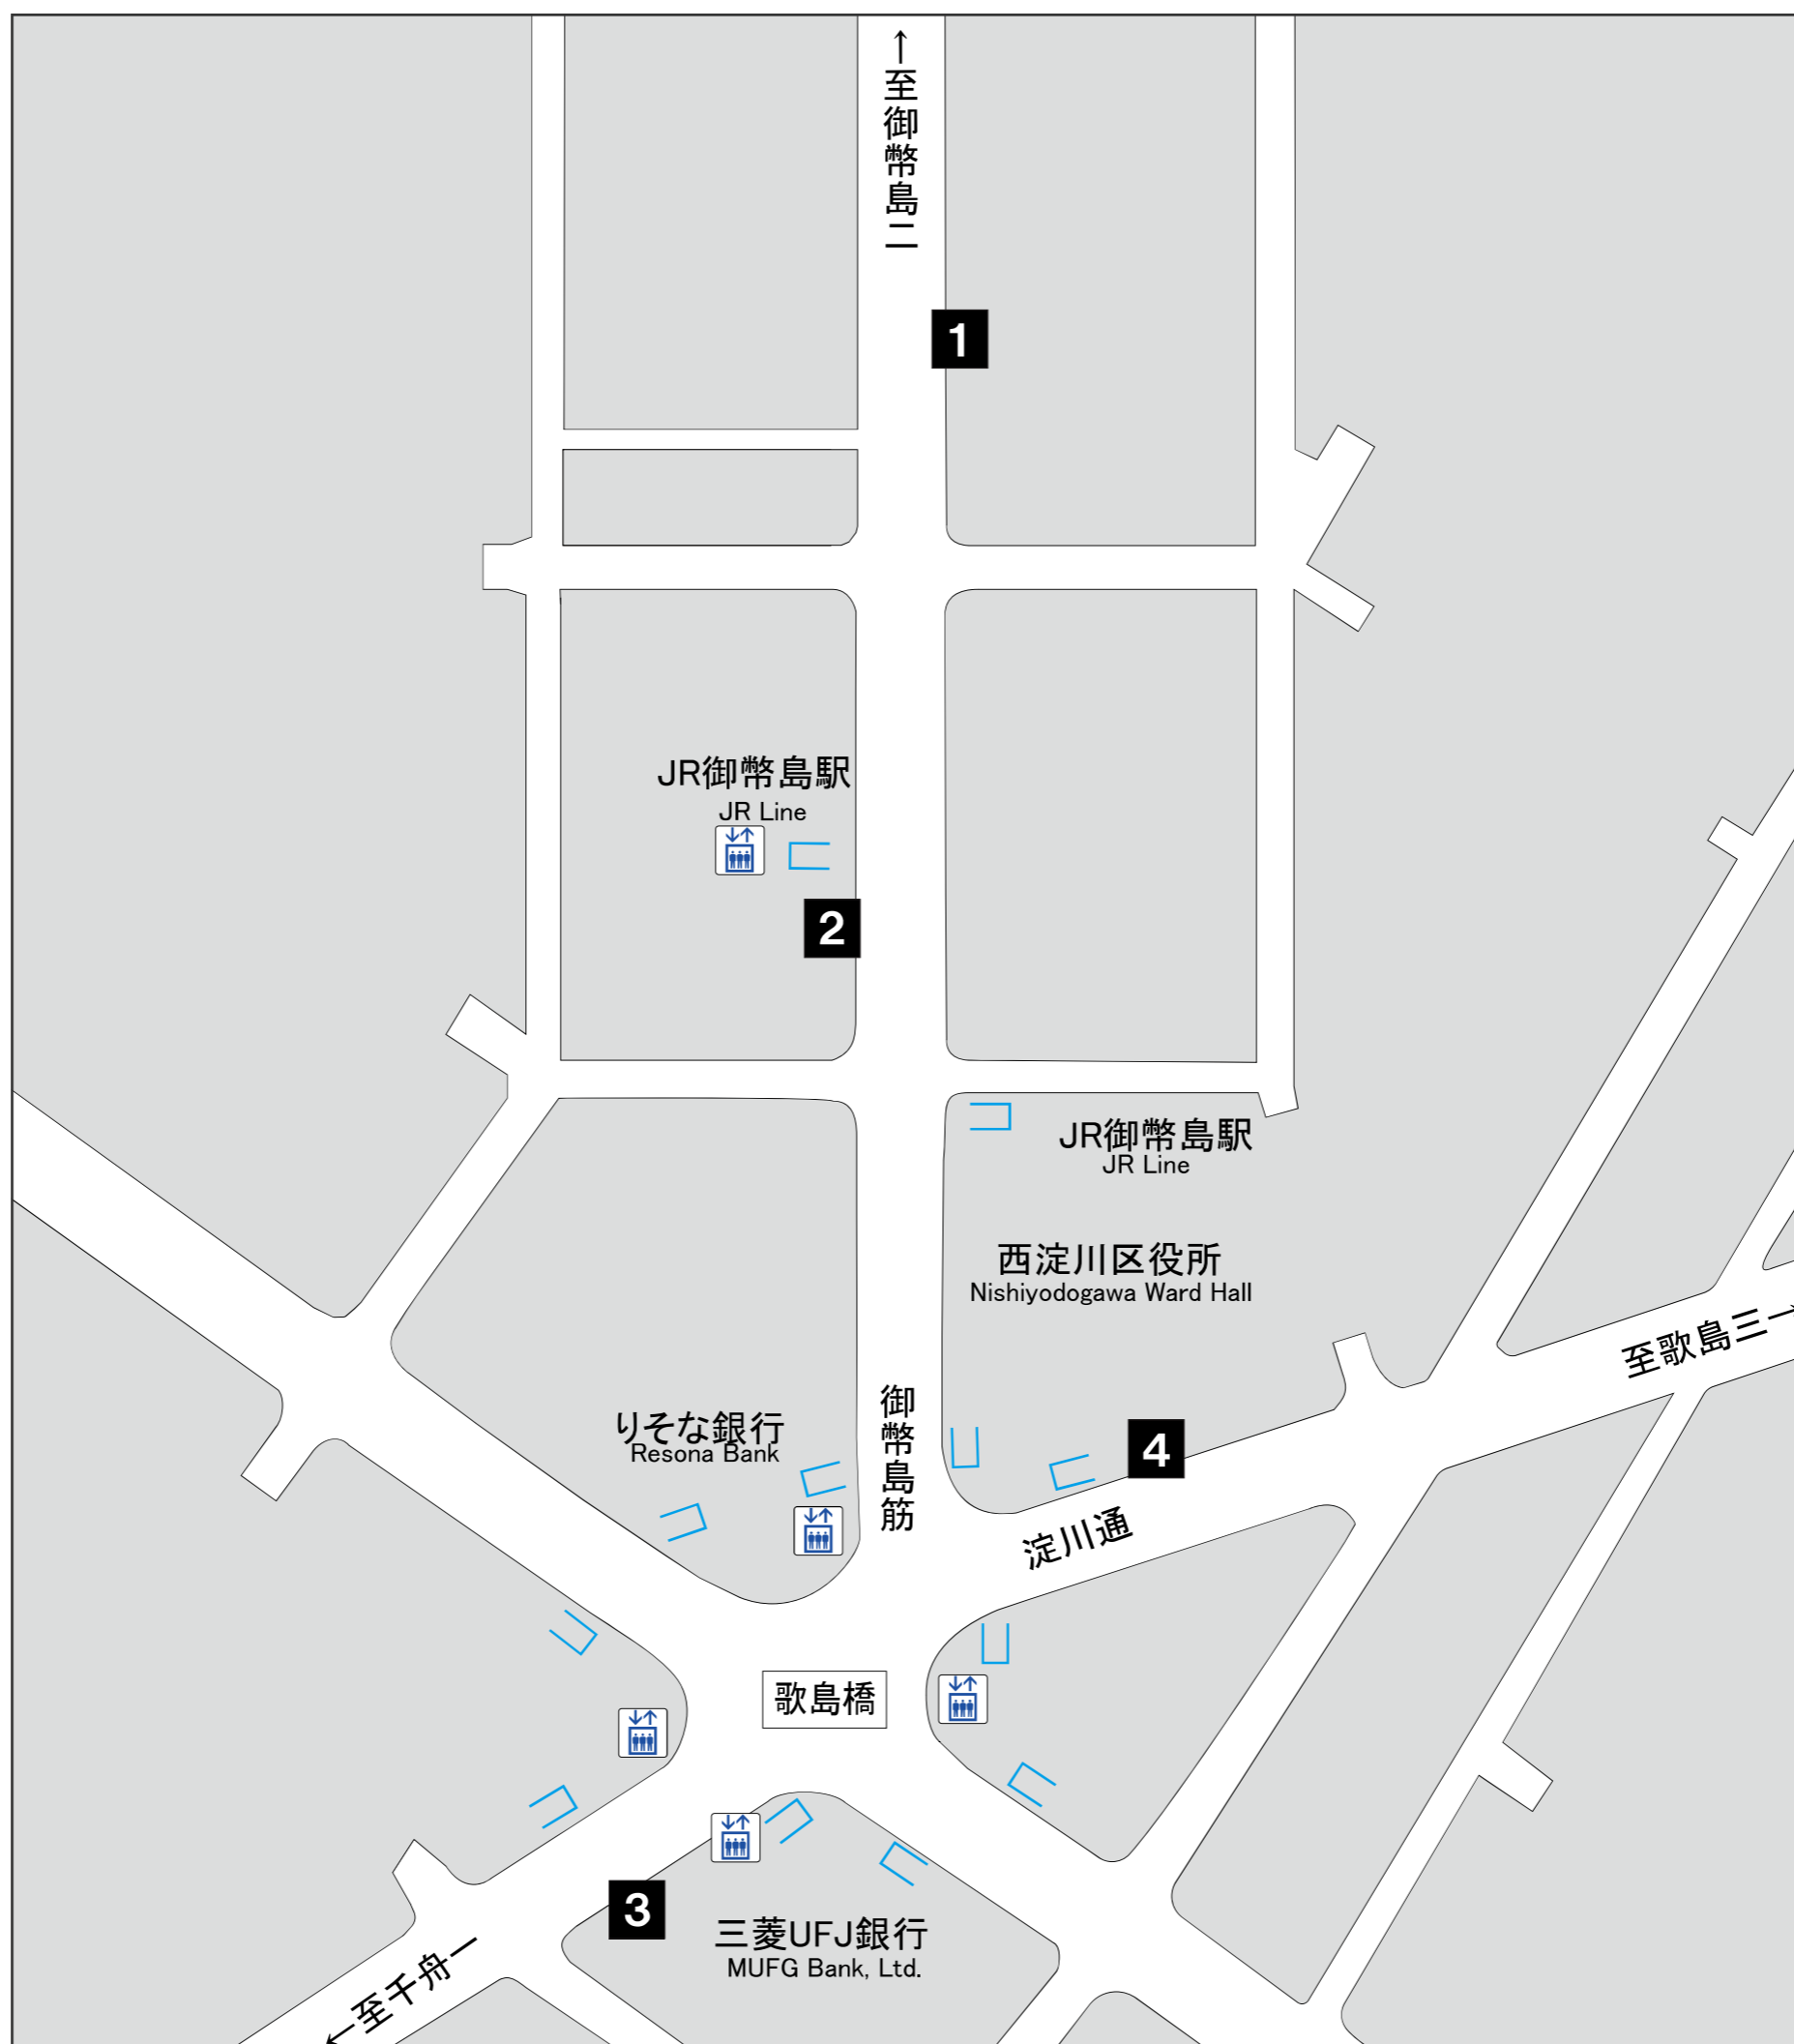 ↑至御幣島二
1
JR御幣島駅
JR Line
2
JR御幣島駅
JR Line
西淀川区役所
Nishiyodogawa Ward Hall
至歌島三→
りそな銀行
Resona Bank
御幣島筋
4
淀川通
歌島橋
3
三菱UFJ銀行
MUFG Bank, Ltd.
←至千舟一